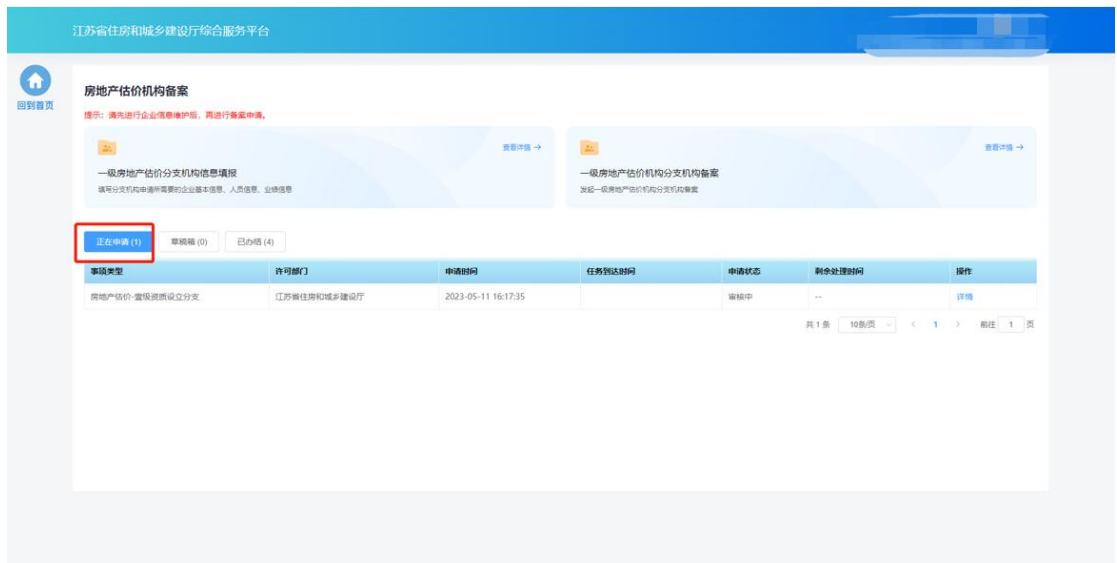 江苏省住房和城乡建设厅综合服务平台
回到首页
房地产估价机构备案
提示：请先进行企业信息维护后，再进行备案申请。
查看详情 →
一级房地产估价分支机构信息填报
填写分支机构申请所需要的企业基本信息、人员信息、业绩信息
查看详情 →
一级房地产估价机构分支机构备案
发起一级房地产估价机构分支机构备案
正在申请 (1) 草稿箱 (0) 已办结 (4)
事项类型 许可部门 申请时间 任务到达时间 申请状态 剩余处理时间 操作
房地产估价-壹级资质设立分支 江苏省住房和城乡建设厅 2023-05-11 16:17:35 审核中 -- 详情
共 1 条 10条/页 < 1 > 前往 1 页